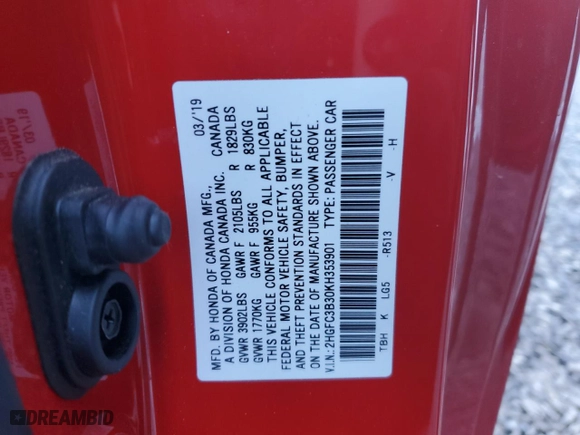 MFD. BY HONDA OF CANADA MFG., 03/'19
A DIVISION OF HONDA CANADA INC. CANADA
GVWR 3902LBS GAWR F 2105LBS R 1829LBS
GVWR 1770KG GAWR F 955KG R 830KG
THIS VEHICLE CONFORMS TO ALL APPLICABLE
FEDERAL MOTOR VEHICLE SAFETY, BUMPER,
AND THEFT PREVENTION STANDARDS IN EFFECT
ON THE DATE OF MANUFACTURE SHOWN ABOVE.
V.I.N.: 2HGFC3B30KH353901 TYPE: PASSENGER CAR
TBH K LG5 -R513 -V -H
DREAMBID